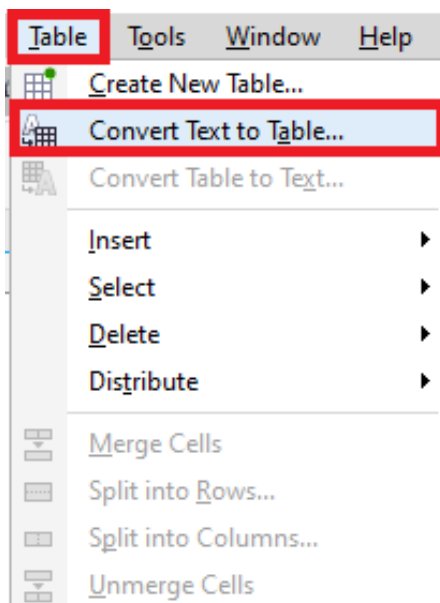 Table Tools Window Help
Create New Table...
Convert Text to Table...
Convert Table to Text...
Insert
Select
Delete
Distribute
Merge Cells
Split into Rows...
Split into Columns...
Unmerge Cells